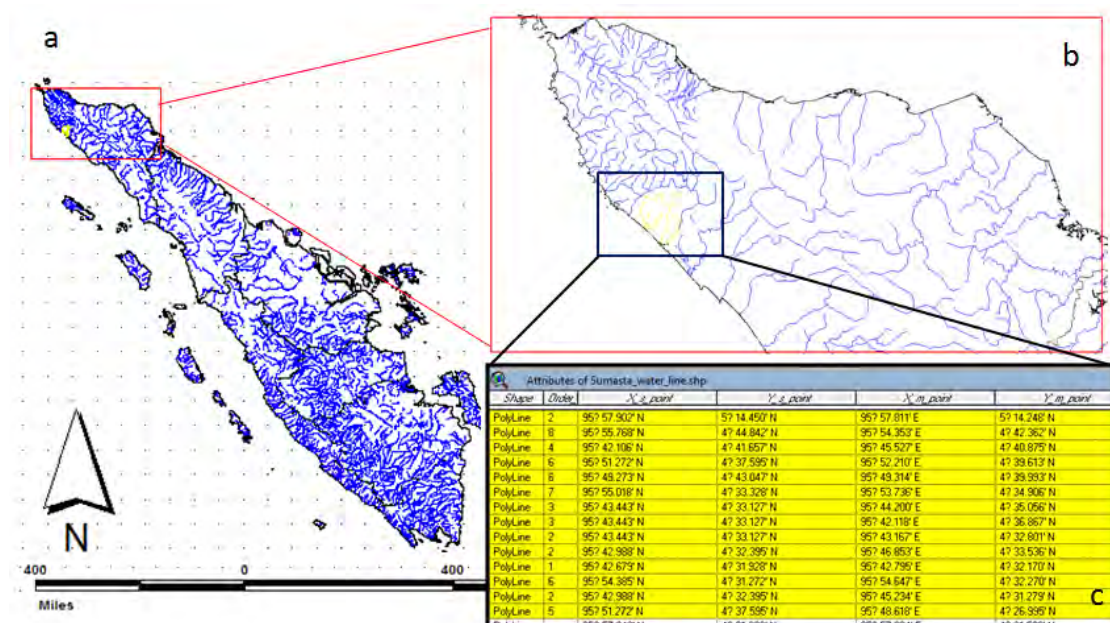 a
b
N
400 0 400
Miles
Attributes of Sumasta_water_line.shp
Shape Order_ X_s_point Y_s_point X_m_point Y_m_point
PolyLine 2 95? 57.902' N 5? 14.450' N 95? 57.811' E 5? 14.248' N
PolyLine 8 95? 55.768' N 4? 44.842' N 95? 54.353' E 4? 42.362' N
PolyLine 4 95? 42.106' N 4? 41.657' N 95? 45.527' E 4? 40.875' N
PolyLine 6 95? 51.272' N 4? 37.595' N 95? 52.210' E 4? 39.613' N
PolyLine 6 95? 49.273' N 4? 43.047' N 95? 49.314' E 4? 39.993' N
PolyLine 7 95? 55.018' N 4? 33.328' N 95? 53.736' E 4? 34.906' N
PolyLine 3 95? 43.443' N 4? 33.127' N 95? 44.200' E 4? 35.056' N
PolyLine 3 95? 43.443' N 4? 33.127' N 95? 42.118' E 4? 36.867' N
PolyLine 2 95? 43.443' N 4? 33.127' N 95? 43.167' E 4? 32.801' N
PolyLine 2 95? 42.988' N 4? 32.395' N 95? 46.853' E 4? 33.536' N
PolyLine 1 95? 42.679' N 4? 31.928' N 95? 42.795' E 4? 32.170' N
PolyLine 6 95? 54.385' N 4? 31.272' N 95? 54.647' E 4? 32.270' N
PolyLine 2 95? 42.988' N 4? 32.395' N 95? 45.234' E 4? 31.279' N
PolyLine 5 95? 51.272' N 4? 37.595' N 95? 48.618' E 4? 26.995' N
c